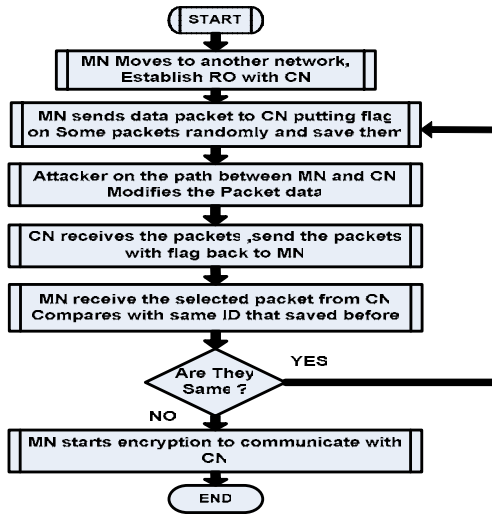 START
MN Moves to another network,
Establish RO with CN
MN sends data packet to CN putting flag
on Some packets randomly and save them
Attacker on the path between MN and CN
Modifies the Packet data
CN receives the packets ,send the packets
with flag back to MN
MN receive the selected packet from CN
Compares with same ID that saved before
Are They
Same ?
YES
NO
MN starts encryption to communicate with
CN
END